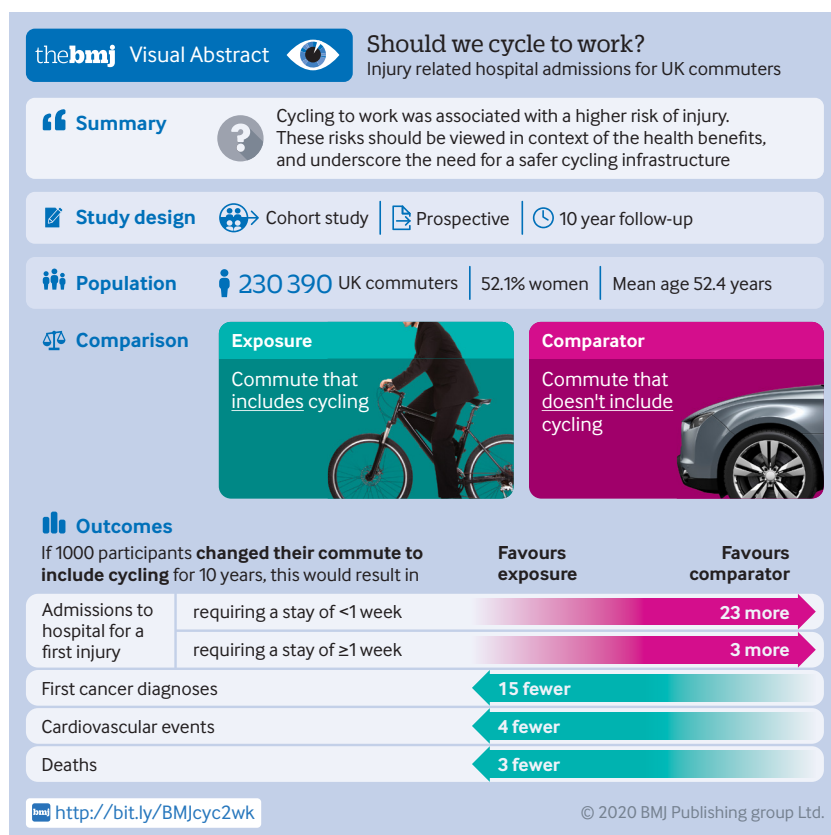 thebmj Visual Abstract
Should we cycle to work?
Injury related hospital admissions for UK commuters
Summary
Cycling to work was associated with a higher risk of injury.
These risks should be viewed in context of the health benefits,
and underscore the need for a safer cycling infrastructure
Study design
Cohort study
Prospective
10 year follow-up
Population
230 390 UK commuters
52.1% women
Mean age 52.4 years
Comparison
Exposure
Commute that
includes cycling
Comparator
Commute that
doesn't include
cycling
Outcomes
If 1000 participants changed their commute to
include cycling for 10 years, this would result in
Favours
exposure
Favours
comparator
Admissions to
hospital for a
first injury
requiring a stay of <1 week
23 more
requiring a stay of ≥1 week
3 more
First cancer diagnoses
15 fewer
Cardiovascular events
4 fewer
Deaths
3 fewer
bmj http://bit.ly/BMJcyc2wk
© 2020 BMJ Publishing group Ltd.